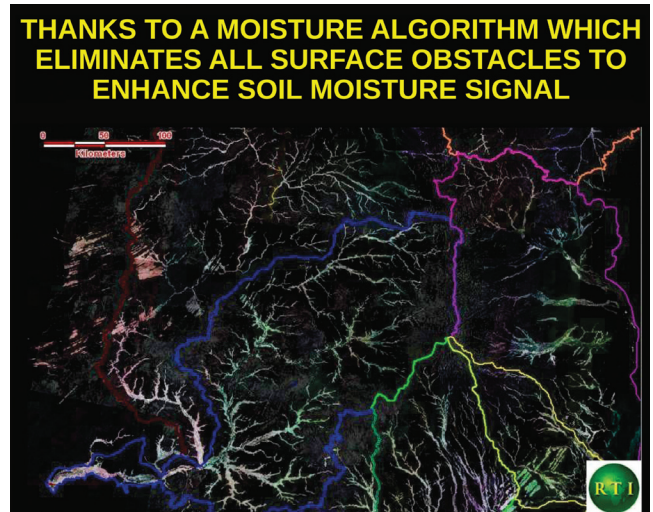 THANKS TO A MOISTURE ALGORITHM WHICH
ELIMINATES ALL SURFACE OBSTACLES TO
ENHANCE SOIL MOISTURE SIGNAL
0 50 100
Kilometers
RTI